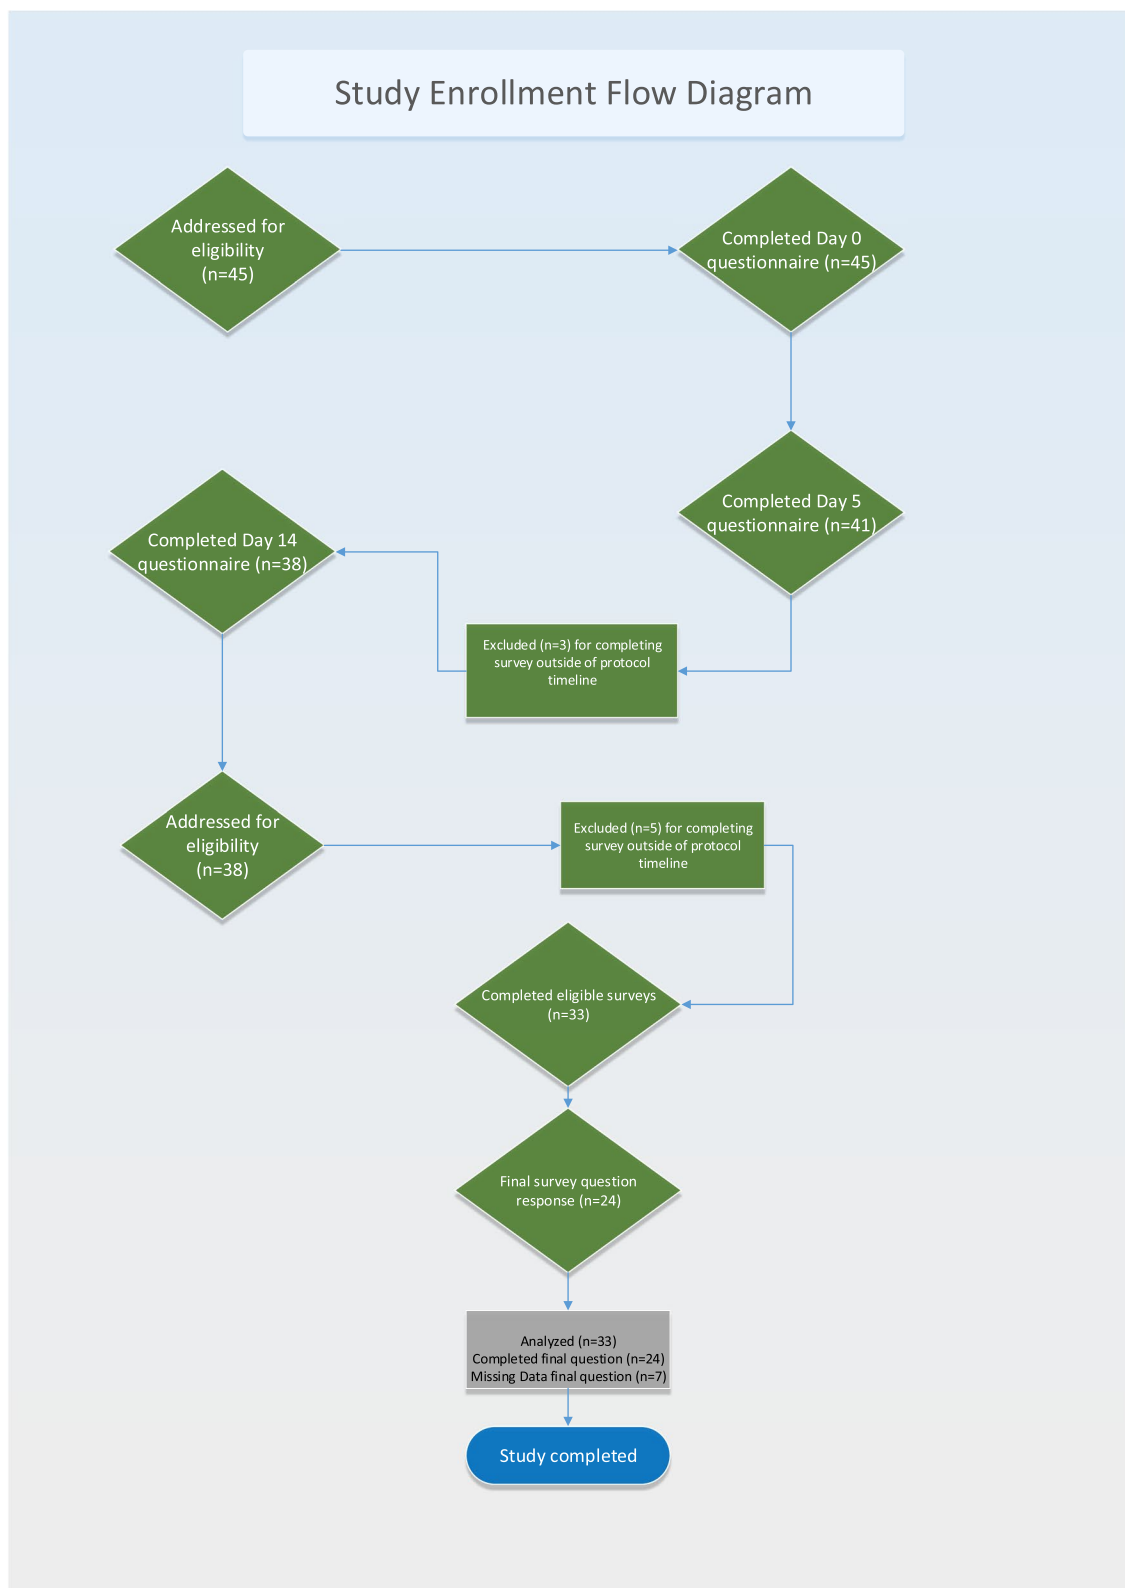 Study Enrollment Flow Diagram
Addressed for
eligibility
(n=45)
Completed Day 0
questionnaire (n=45)
Completed Day 5
questionnaire (n=41)
Completed Day 14
questionnaire (n=38)
Excluded (n=3) for completing
survey outside of protocol
timeline
Addressed for
eligibility
(n=38)
Excluded (n=5) for completing
survey outside of protocol
timeline
Completed eligible surveys
(n=33)
Final survey question
response (n=24)
Analyzed (n=33)
Completed final question (n=24)
Missing Data final question (n=7)
Study completed